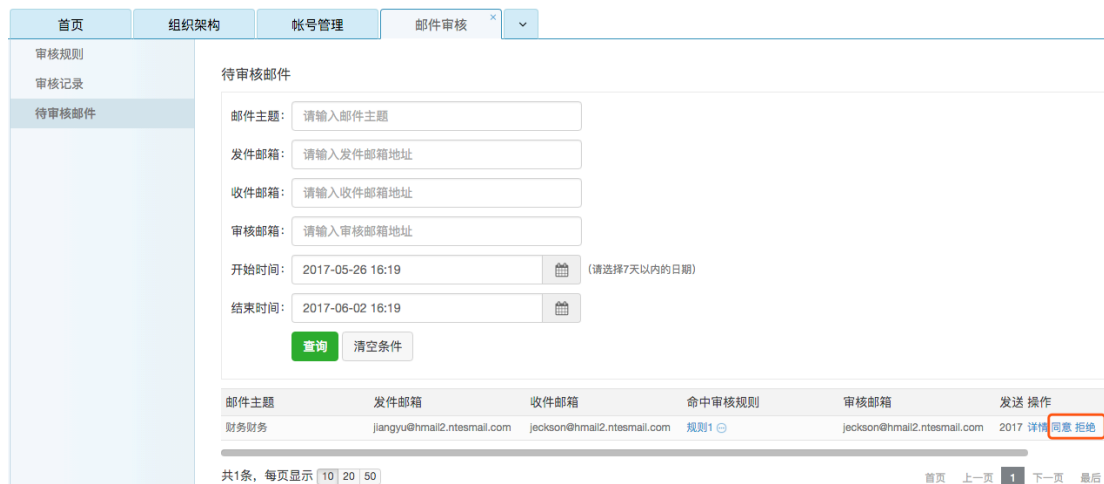 首页 组织架构 帐号管理 邮件审核 ×
审核规则
审核记录
待审核邮件
待审核邮件
邮件主题: 请输入邮件主题
发件邮箱: 请输入发件邮箱地址
收件邮箱: 请输入收件邮箱地址
审核邮箱: 请输入审核邮箱地址
开始时间: 2017-05-26 16:19 (请选择7天以内的日期)
结束时间: 2017-06-02 16:19
查询 清空条件
邮件主题 发件邮箱 收件邮箱 命中审核规则 审核邮箱 发送 操作
财务财务 jiangyu@hmail2.ntesmail.com jeckson@hmail2.ntesmail.com 规则1 jeckson@hmail2.ntesmail.com 2017 详情 同意 拒绝
共1条，每页显示 10 20 50
首页 上一页 1 下一页 最后